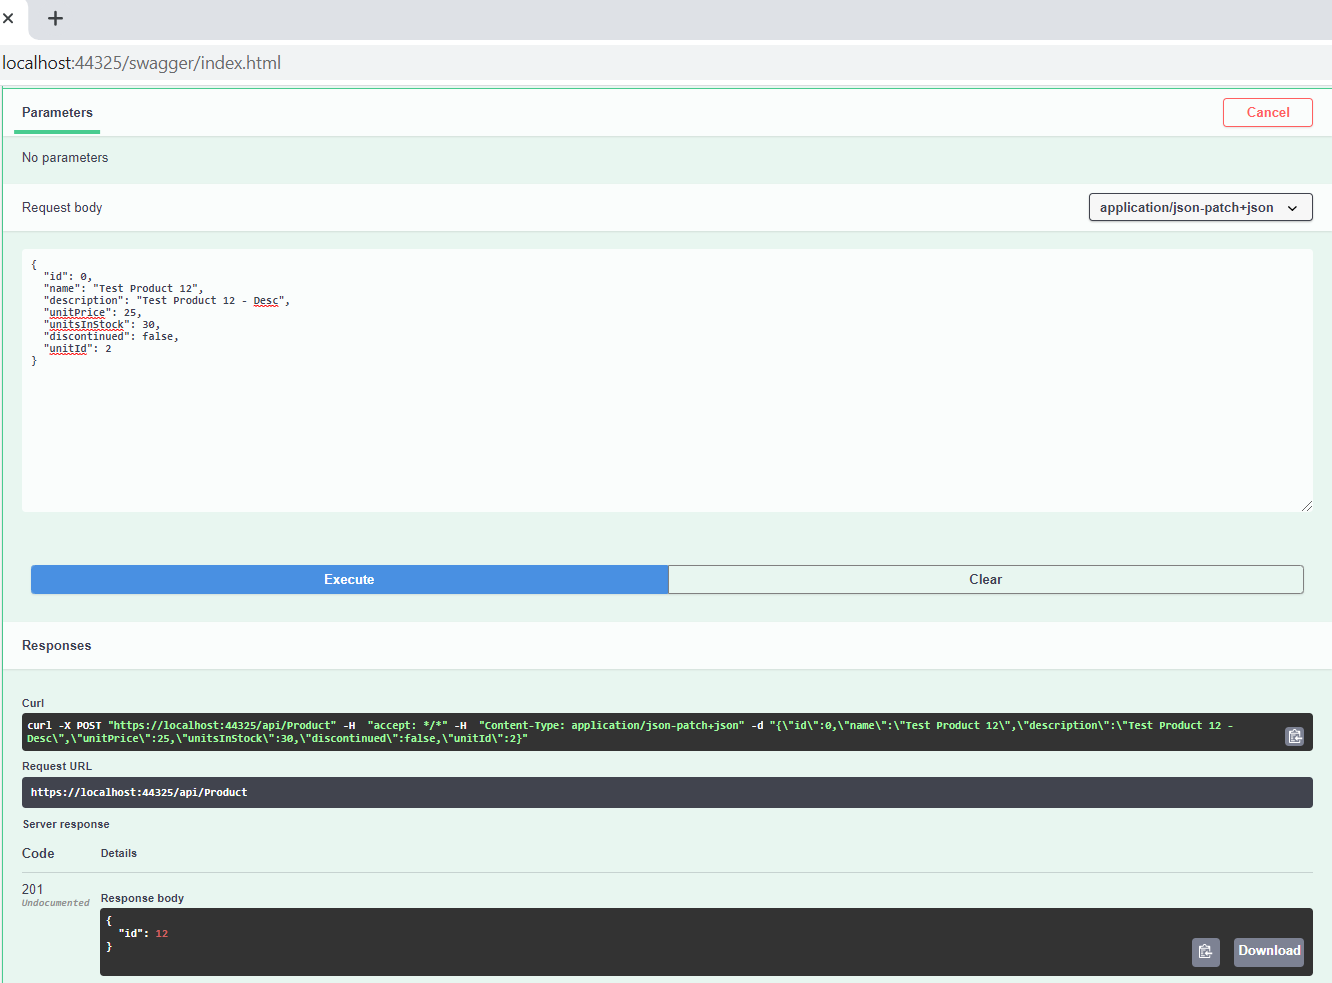 localhost:44325/swagger/index.html
Parameters
Cancel
No parameters
Request body
application/json-patch+json
{
  "id": 0,
  "name": "Test Product 12",
  "description": "Test Product 12 - Desc",
  "unitPrice": 25,
  "unitsInStock": 30,
  "discontinued": false,
  "unitId": 2
}
Execute
Clear
Responses
Curl
curl -X POST "https://localhost:44325/api/Product" -H  "accept: */*" -H  "Content-Type: application/json-patch+json" -d "{\"id\":0,\"name\":\"Test Product 12\",\"description\":\"Test Product 12 -
Desc\",\"unitPrice\":25,\"unitsInStock\":30,\"discontinued\":false,\"unitId\":2}"
Request URL
https://localhost:44325/api/Product
Server response
Code
Details
201
Undocumented
Response body
{
  "id": 12
}
Download